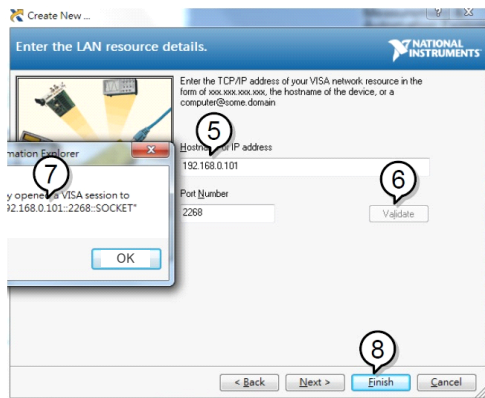 Create New ...
Enter the LAN resource details.
NATIONAL
INSTRUMENTS
Enter the TCP/IP address of your VISA network resource in the
form of xxx.xxx.xxx.xxx, the hostname of the device, or a
computer@some.domain
5
Hostname or IP address
192.168.0.101
mation Explorer
7
y opened a VISA session to
92.168.0.101::2268::SOCKET"
OK
6
Port Number
2268
Validate
8
< Back
Next >
Finish
Cancel